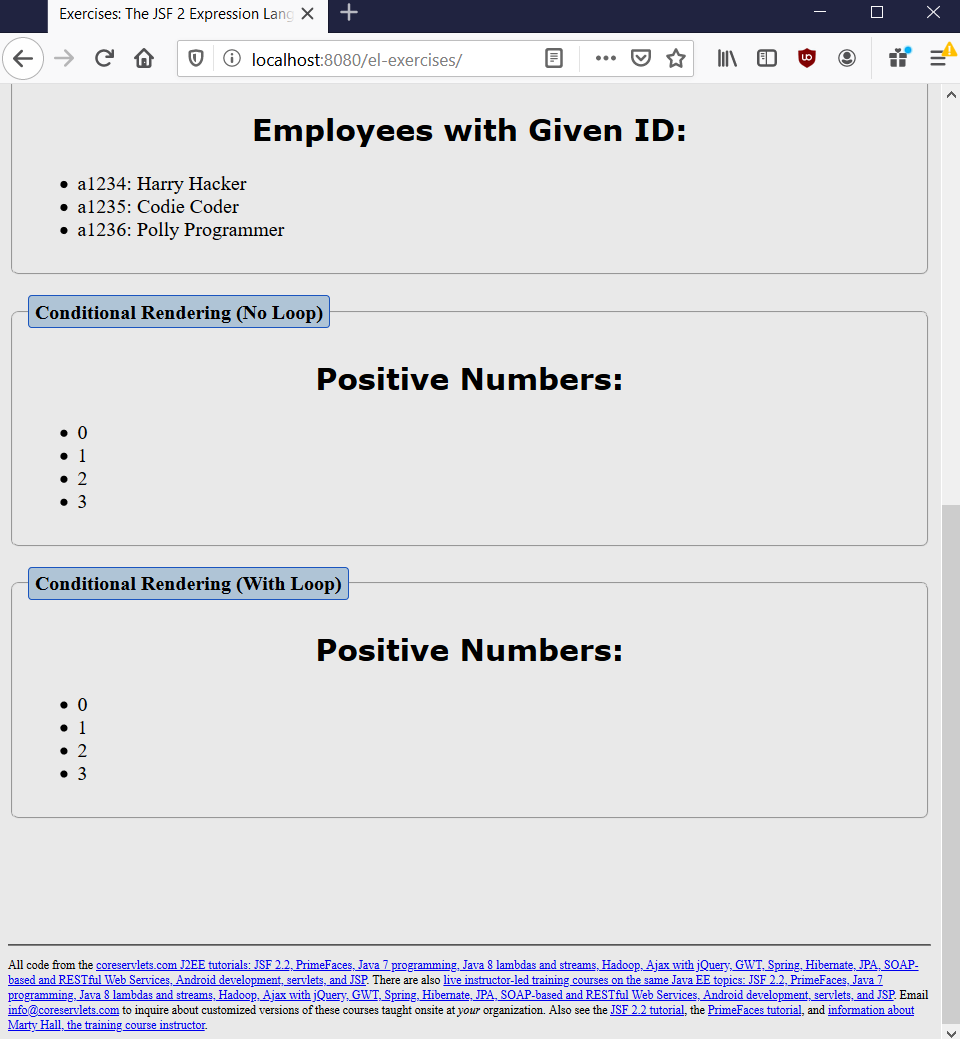 Exercises: The JSF 2 Expression Lang
localhost:8080/el-exercises/
Employees with Given ID:
a1234: Harry Hacker
a1235: Codie Coder
a1236: Polly Programmer
Conditional Rendering (No Loop)
Positive Numbers:
0
1
2
3
Conditional Rendering (With Loop)
Positive Numbers:
0
1
2
3
All code from the coreservlets.com J2EE tutorials: JSF 2.2, PrimeFaces, Java 7 programming, Java 8 lambdas and streams, Hadoop, Ajax with jQuery, GWT, Spring, Hibernate, JPA, SOAP-
based and RESTful Web Services, Android development, servlets, and JSP. There are also live instructor-led training courses on the same Java EE topics: JSF 2.2, PrimeFaces, Java 7
programming, Java 8 lambdas and streams, Hadoop, Ajax with jQuery, GWT, Spring, Hibernate, JPA, SOAP-based and RESTful Web Services, Android development, servlets, and JSP. Email
info@coreservlets.com to inquire about customized versions of these courses taught onsite at your organization. Also see the JSF 2.2 tutorial, the PrimeFaces tutorial, and information about
Marty Hall, the training course instructor.